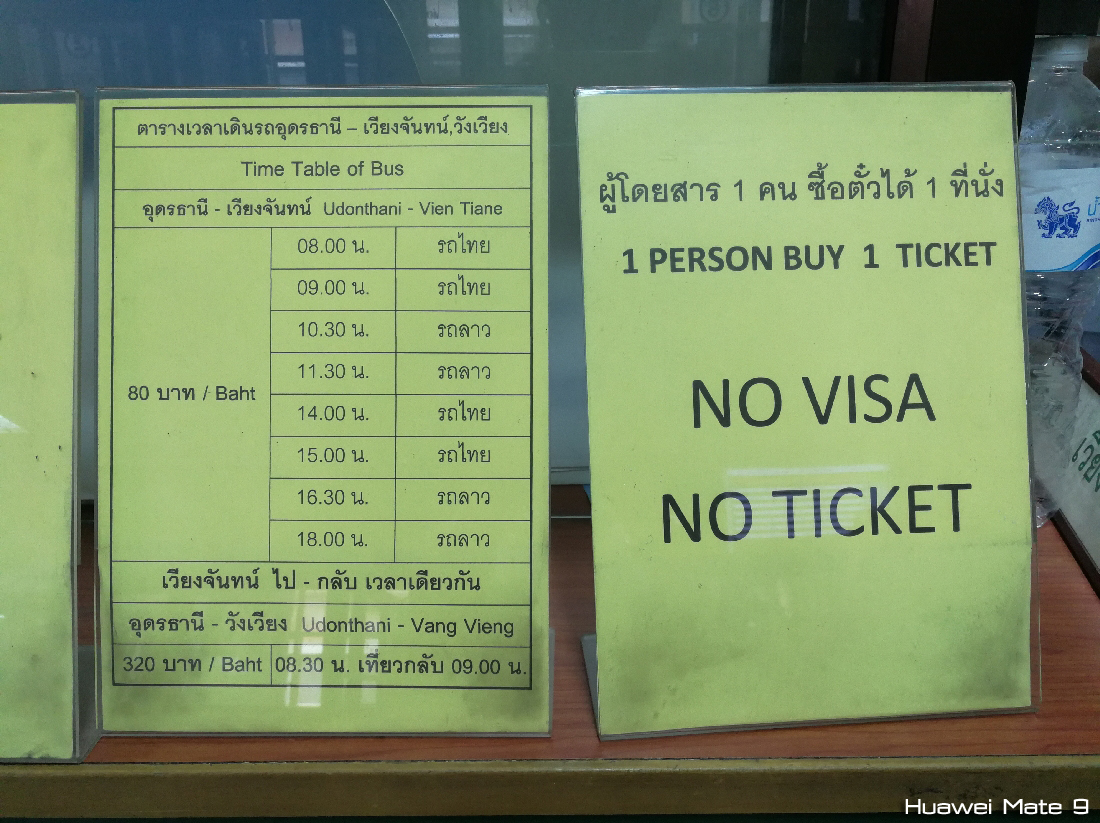 ตารางเวลาเดินรถอุดรธานี – เวียงจันทน์,วังเวียง
Time Table of Bus
อุดรธานี - เวียงจันทน์ Udonthani - Vien Tiane
80 บาท / Baht
08.00 น. รถไทย
09.00 น. รถไทย
10.30 น. รถลาว
11.30 น. รถลาว
14.00 น. รถไทย
15.00 น. รถไทย
16.30 น. รถลาว
18.00 น. รถลาว
เวียงจันทน์ ไป - กลับ เวลาเดียวกัน
อุดรธานี - วังเวียง Udonthani - Vang Vieng
320 บาท / Baht 08.30 น. เที่ยวกลับ 09.00 น.
ผู้โดยสาร 1 คน ซื้อตั๋วได้ 1 ที่นั่ง
1 PERSON BUY 1 TICKET
NO VISA
NO TICKET
Huawei Mate 9